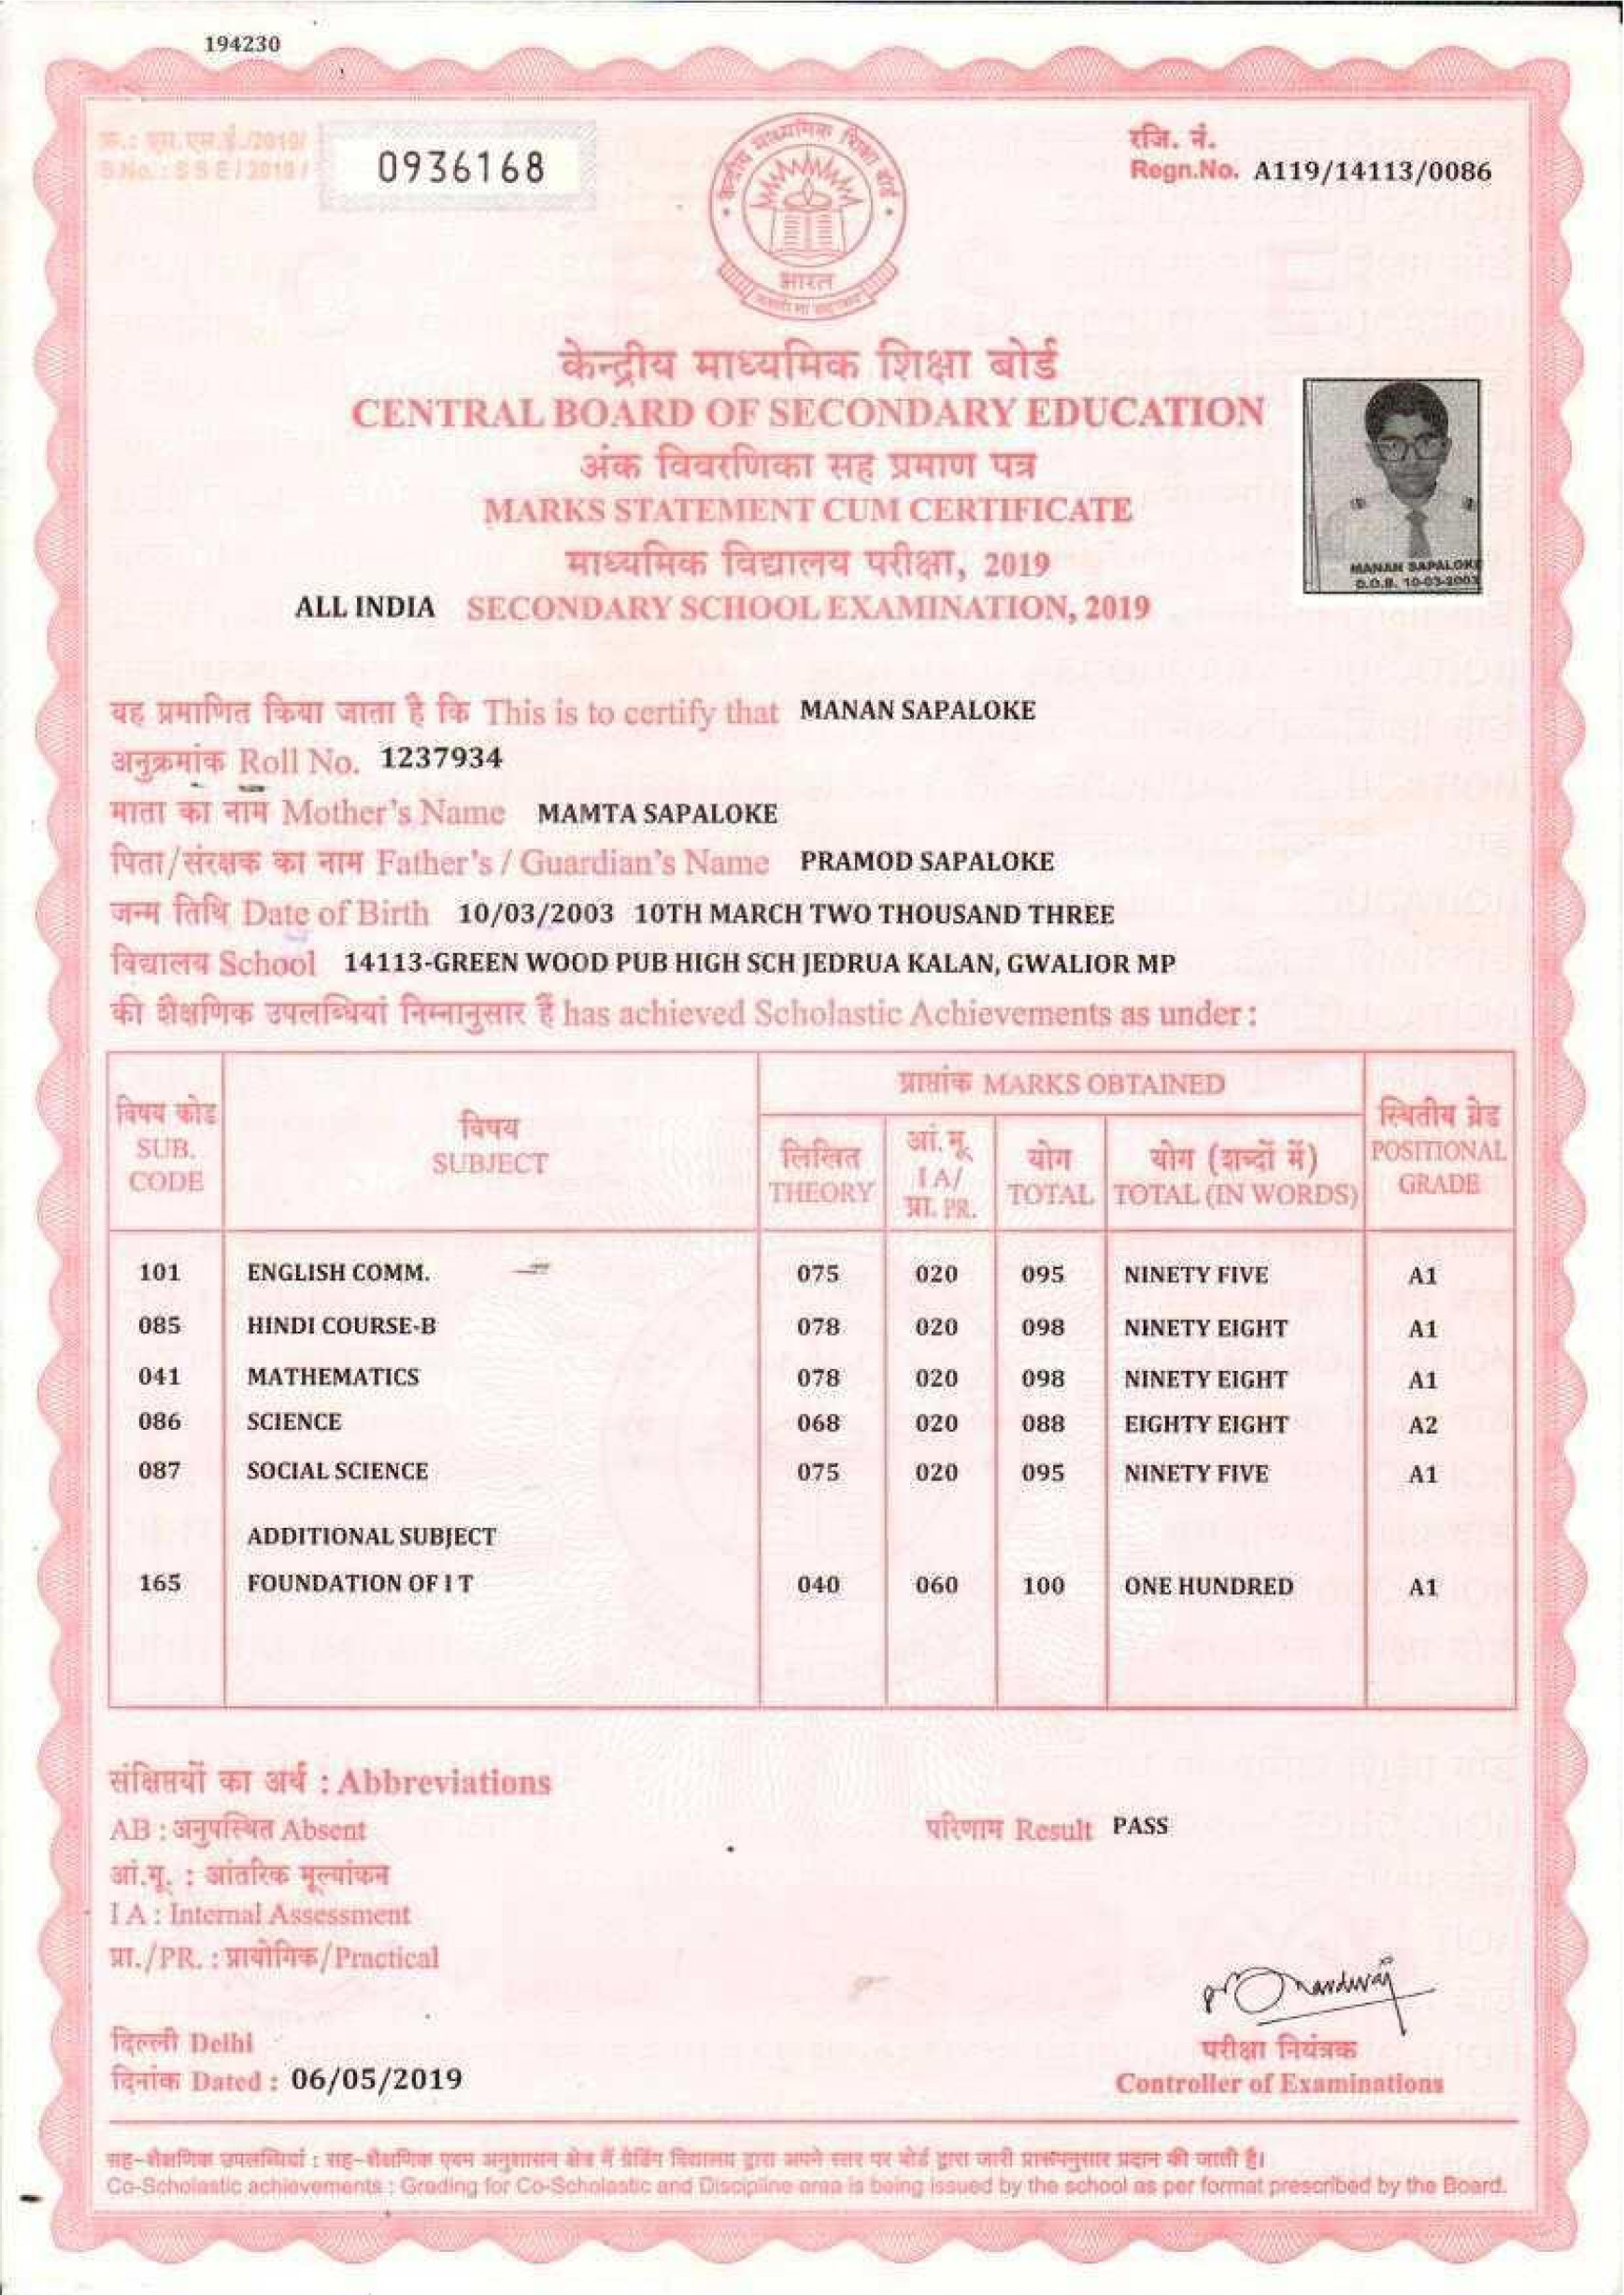 194230
क्र.: एस.एस.ई./2019/
S.No.: SSE/2019/
0936168
रजि. नं.
Regn.No. A119/14113/0086
केन्द्रीय माध्यमिक शिक्षा बोर्ड
भारत
केन्द्रीय माध्यमिक शिक्षा बोर्ड
CENTRAL BOARD OF SECONDARY EDUCATION
अंक विवरणिका सह प्रमाण पत्र
MARKS STATEMENT CUM CERTIFICATE
माध्यमिक विद्यालय परीक्षा, 2019
ALL INDIA SECONDARY SCHOOL EXAMINATION, 2019
MANAN SAPALOKE
D.O.B. 10-03-2003
यह प्रमाणित किया जाता है कि This is to certify that MANAN SAPALOKE
अनुक्रमांक Roll No. 1237934
माता का नाम Mother's Name MAMTA SAPALOKE
पिता/संरक्षक का नाम Father's / Guardian's Name PRAMOD SAPALOKE
जन्म तिथि Date of Birth 10/03/2003 10TH MARCH TWO THOUSAND THREE
विद्यालय School 14113-GREEN WOOD PUB HIGH SCH JEDRUA KALAN, GWALIOR MP
की शैक्षणिक उपलब्धियां निम्नानुसार हैं has achieved Scholastic Achievements as under :
विषय कोड SUB. CODE
विषय SUBJECT
प्राप्तांक MARKS OBTAINED
लिखित THEORY
आं.मू. I A/ प्रा. PR.
योग TOTAL
योग (शब्दों में) TOTAL (IN WORDS)
स्थितीय ग्रेड POSITIONAL GRADE
101 ENGLISH COMM. 075 020 095 NINETY FIVE A1
085 HINDI COURSE-B 078 020 098 NINETY EIGHT A1
041 MATHEMATICS 078 020 098 NINETY EIGHT A1
086 SCIENCE 068 020 088 EIGHTY EIGHT A2
087 SOCIAL SCIENCE 075 020 095 NINETY FIVE A1
ADDITIONAL SUBJECT
165 FOUNDATION OF I T 040 060 100 ONE HUNDRED A1
संक्षिप्तियों का अर्थ : Abbreviations
AB : अनुपस्थित Absent
परिणाम Result PASS
आं.मू. : आंतरिक मूल्यांकन
I A : Internal Assessment
प्रा./PR. : प्रायोगिक/Practical
दिल्ली Delhi
दिनांक Dated : 06/05/2019
परीक्षा नियंत्रक
Controller of Examinations
सह-शैक्षणिक उपलब्धियां : सह-शैक्षणिक एवम अनुशासन क्षेत्र में ग्रेडिंग विद्यालय द्वारा अपने स्तर पर बोर्ड द्वारा जारी प्रारूपनुसार प्रदान की जाती है।
Co-Scholastic achievements : Grading for Co-Scholastic and Discipline area is being issued by the school as per format prescribed by the Board.